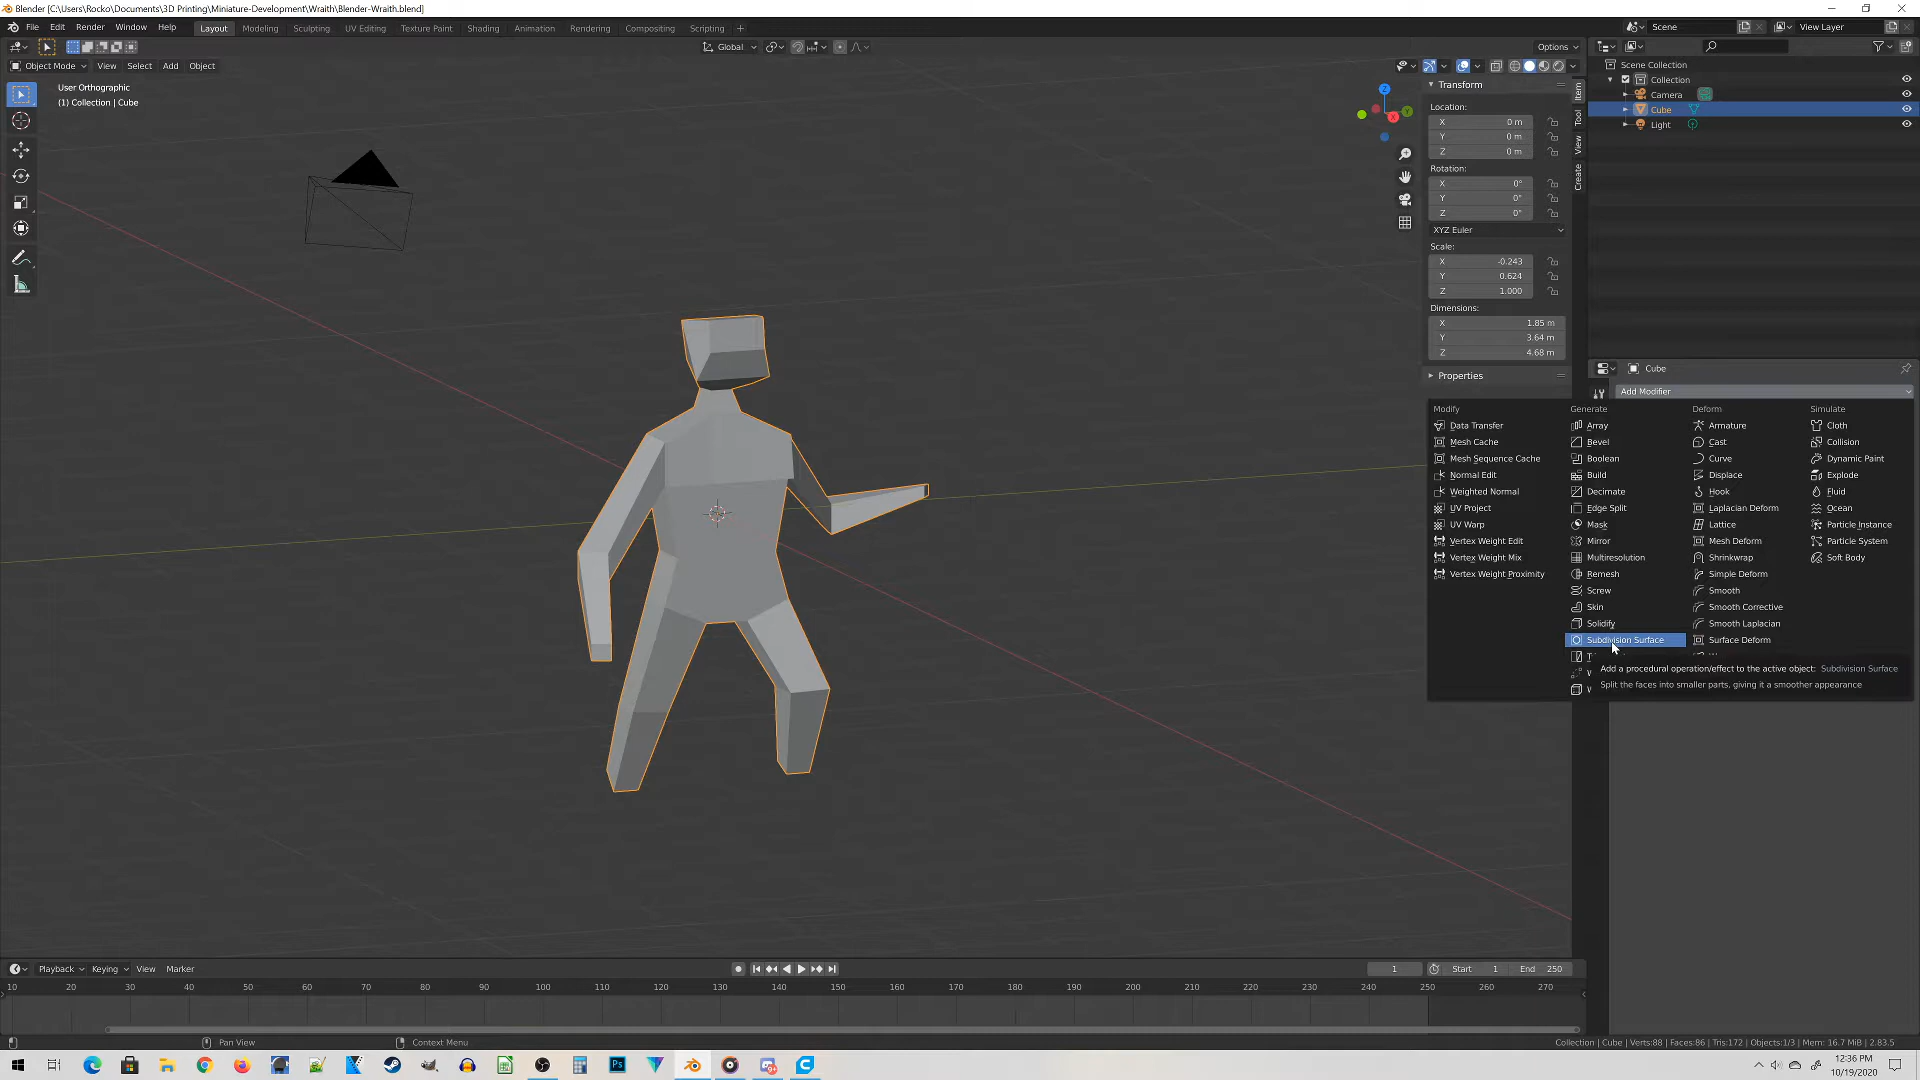 Blender [C:\Users\Rocko\Documents\3D Printing\Miniature-Development\Wraith\Blender-Wraith.blend]
File Edit Render Window Help Layout Modeling Sculpting UV Editing Texture Paint Shading Animation Rendering Compositing Scripting + Scene View Layer
Global Options
Object Mode View Select Add Object
User Orthographic
(1) Collection | Cube
Z
Y
X
Transform
Location:
X 0 m
Y 0 m
Z 0 m
Rotation:
X 0°
Y 0°
Z 0°
XYZ Euler
Scale:
X -0.243
Y 0.624
Z 1.000
Dimensions:
X 1.85 m
Y 3.64 m
Z 4.68 m
Properties
Item
Tool
View
Create
Scene Collection
Collection
Camera
Cube
Light
Cube
Add Modifier
Modify
Data Transfer
Mesh Cache
Mesh Sequence Cache
Normal Edit
Weighted Normal
UV Project
UV Warp
Vertex Weight Edit
Vertex Weight Mix
Vertex Weight Proximity
Generate
Array
Bevel
Boolean
Build
Decimate
Edge Split
Mask
Mirror
Multiresolution
Remesh
Screw
Skin
Solidify
Subdivision Surface
Deform
Armature
Cast
Curve
Displace
Hook
Laplacian Deform
Lattice
Mesh Deform
Shrinkwrap
Simple Deform
Smooth
Smooth Corrective
Smooth Laplacian
Surface Deform
Simulate
Cloth
Collision
Dynamic Paint
Explode
Fluid
Ocean
Particle Instance
Particle System
Soft Body
Add a procedural operation/effect to the active object: Subdivision Surface
Split the faces into smaller parts, giving it a smoother appearance
Playback Keying View Marker 1 Start 1 End 250
10 20 30 40 50 60 70 80 90 100 110 120 130 140 150 160 170 180 190 200 210 220 230 240 250 260 270
Pan View Context Menu Collection | Cube | Verts:88 | Faces:86 | Tris:172 | Objects:1/3 | Mem: 16.7 MiB | 2.83.5
12:36 PM
10/19/2020